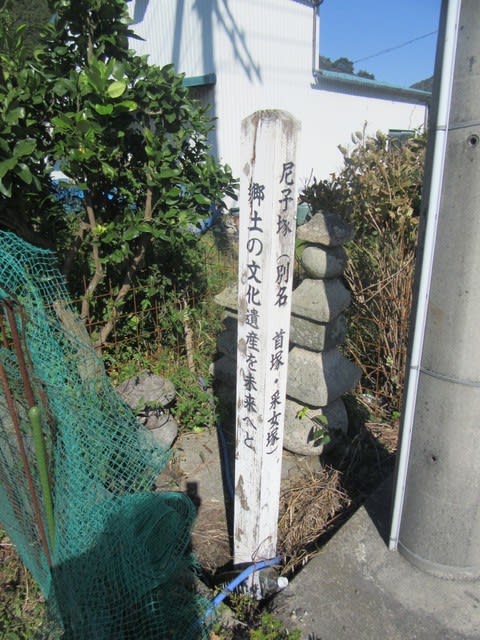 尼子塚(別名 首塚・采女塚)
郷土の文化遺産を未来へと